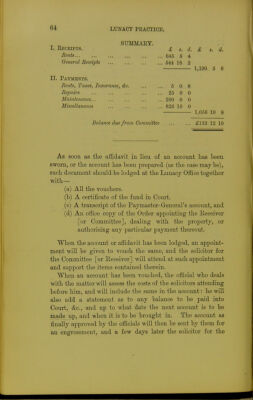 64 LUNACY PRACTICE.
SUMMARY.
I. RECEIPTS. £ s. d. £ s. d.
Rents... 645 8 4
General Receipts 544 18 2
1,190 5 6
II. PAYMENTS.
Rents, Taxes, Insurance, &c. 5 0 8
Repairs 25 0 0
Maintenance... 200 0 0
Miscellaneous
1,056 19 8
Balance due from Committee £133 12 10
As soon as the affidavit in lieu of an account has been
sworn, or the account has been prepared (as the case may be),
such document should be lodged at the Lunacy Office together
with—
(a) All the vouchers.
(b) A certificate of the fund in Court.
(c) A transcript of the Paymaster-General's account, and
(d) An office copy of the Order appointing the Receiver
[or Committee], dealing with the property, or
authorising any particular payment thereout.
When the account or affidavit has been lodged, an appoint-
ment will be given to vouch the same, and the solicitor for
the Committee [or Receiver] will attend at such appointment
and support the items contained therein.
When an account has been vouched, the official who deals
with the matter will assess the costs of the solicitors attending
before him, and will include the same in the account: he will
also add a statement as to any balance to be paid into
Court, &c., and up to what date the next account is to be
made up, and when it is to be brought in. The account as
finally approved by the officials will then be sent by them for
an engrossment, and a few days later the solicitor for the